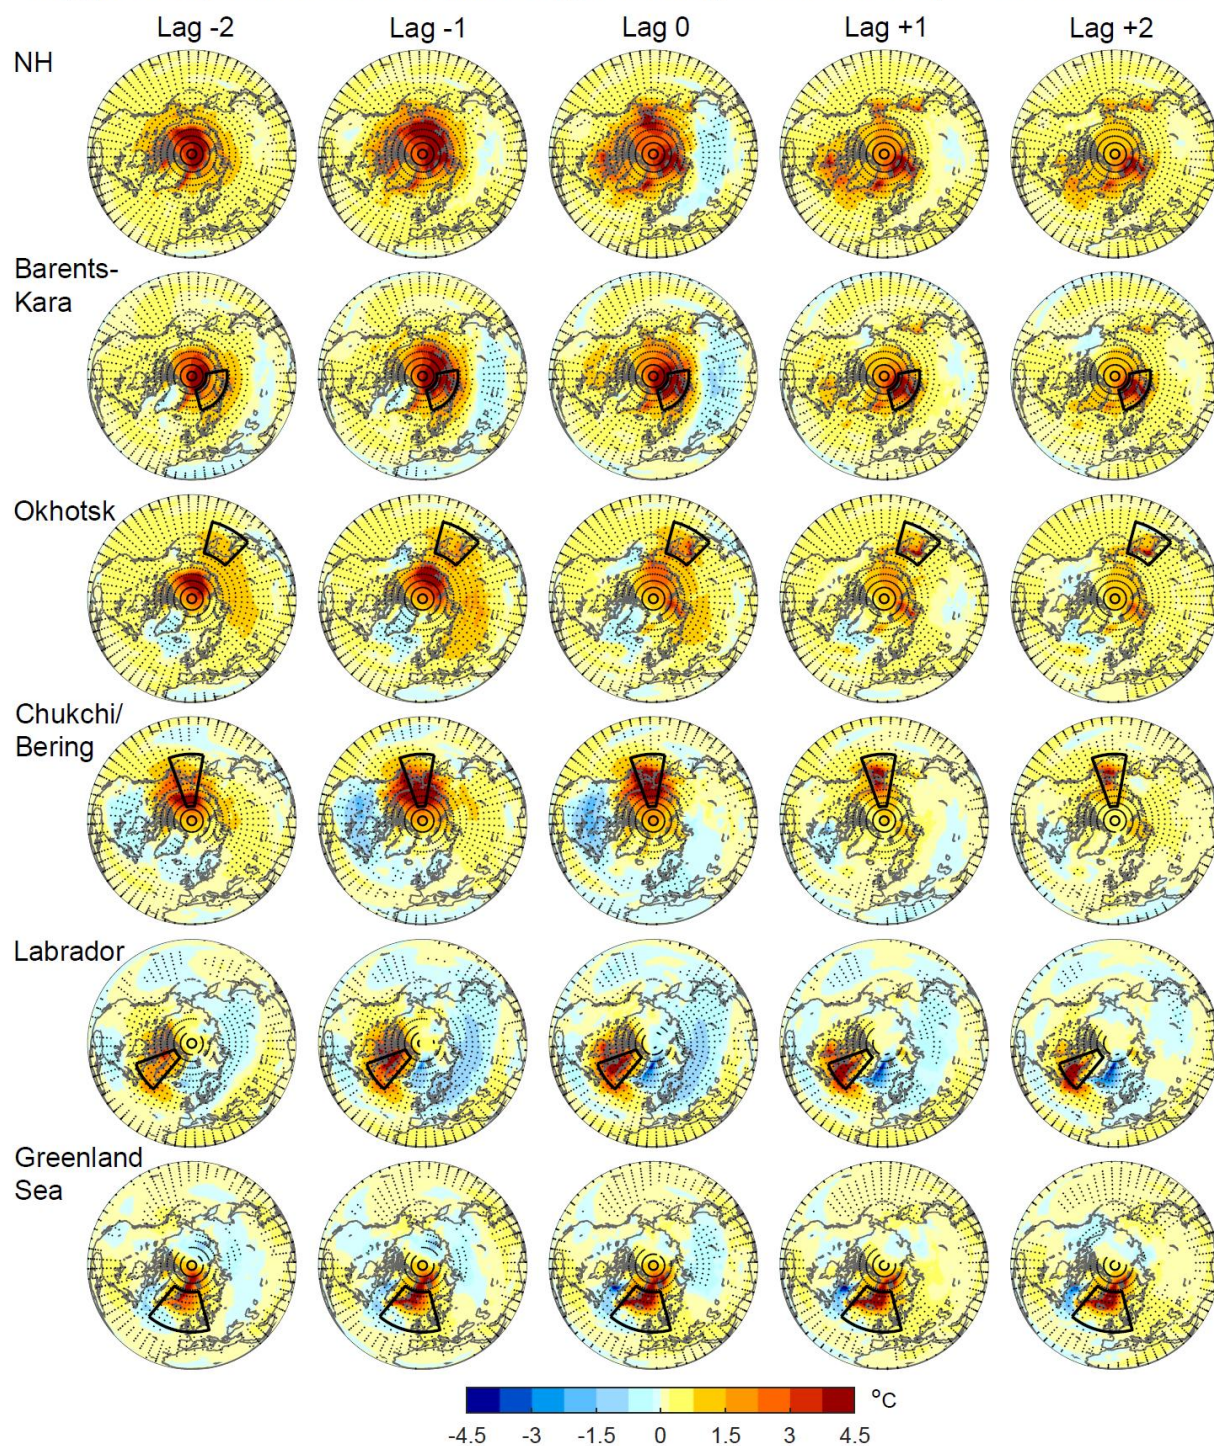 Lag -2 Lag -1 Lag 0 Lag +1 Lag +2
NH
Barents-
Kara
Okhotsk
Chukchi/
Bering
Labrador
Greenland
Sea
°C
-4.5 -3 -1.5 0 1.5 3 4.5